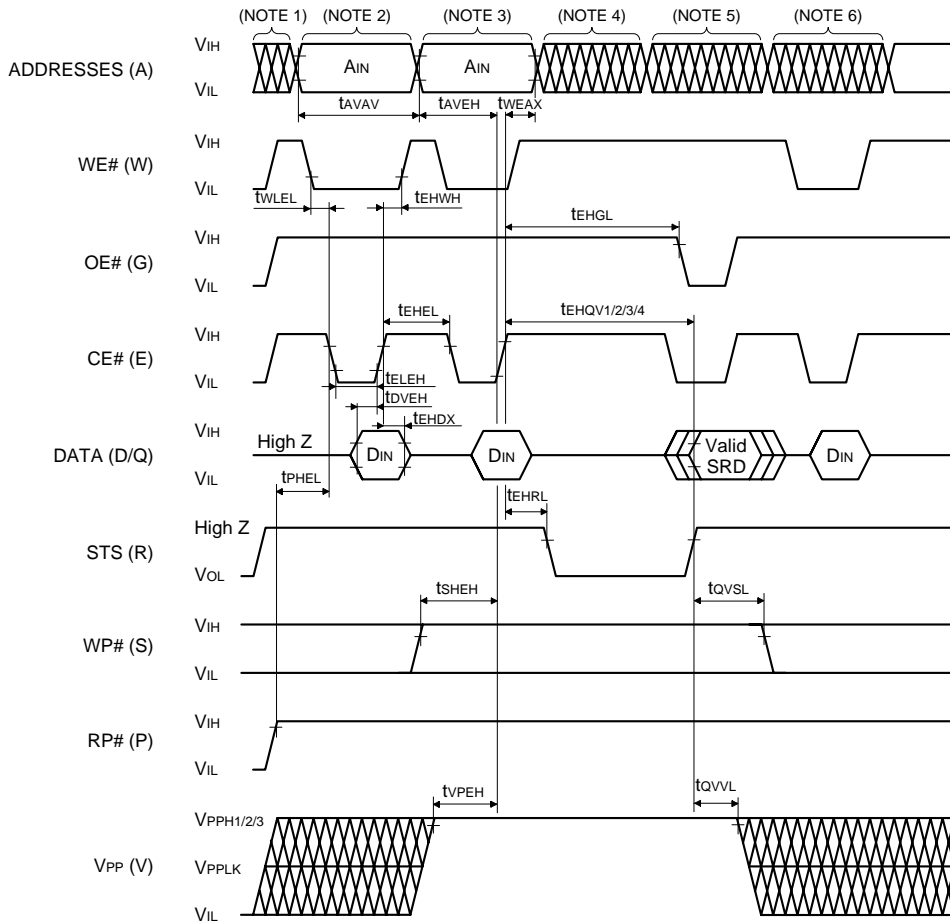 (NOTE 1) (NOTE 2) (NOTE 3) (NOTE 4) (NOTE 5) (NOTE 6)
VIH
ADDRESSES (A) AIN AIN
VIL
tAVAV tAVEH tWEAX
VIH
WE# (W)
VIL
tWLEL tEHWH
tEHGL
VIH
OE# (G)
VIL
tEHEL tEHQV1/2/3/4
VIH
CE# (E)
VIL
tELEH
tDVEH
tEHDX
VIH
High Z
DATA (D/Q) DIN DIN Valid SRD DIN
VIL
tPHEL
tEHRL
High Z
STS (R)
VOL
tSHEH tQVSL
VIH
WP# (S)
VIL
VIH
RP# (P)
VIL
tVPEH tQVVL
VPPH1/2/3
VPP (V) VPPLK
VIL